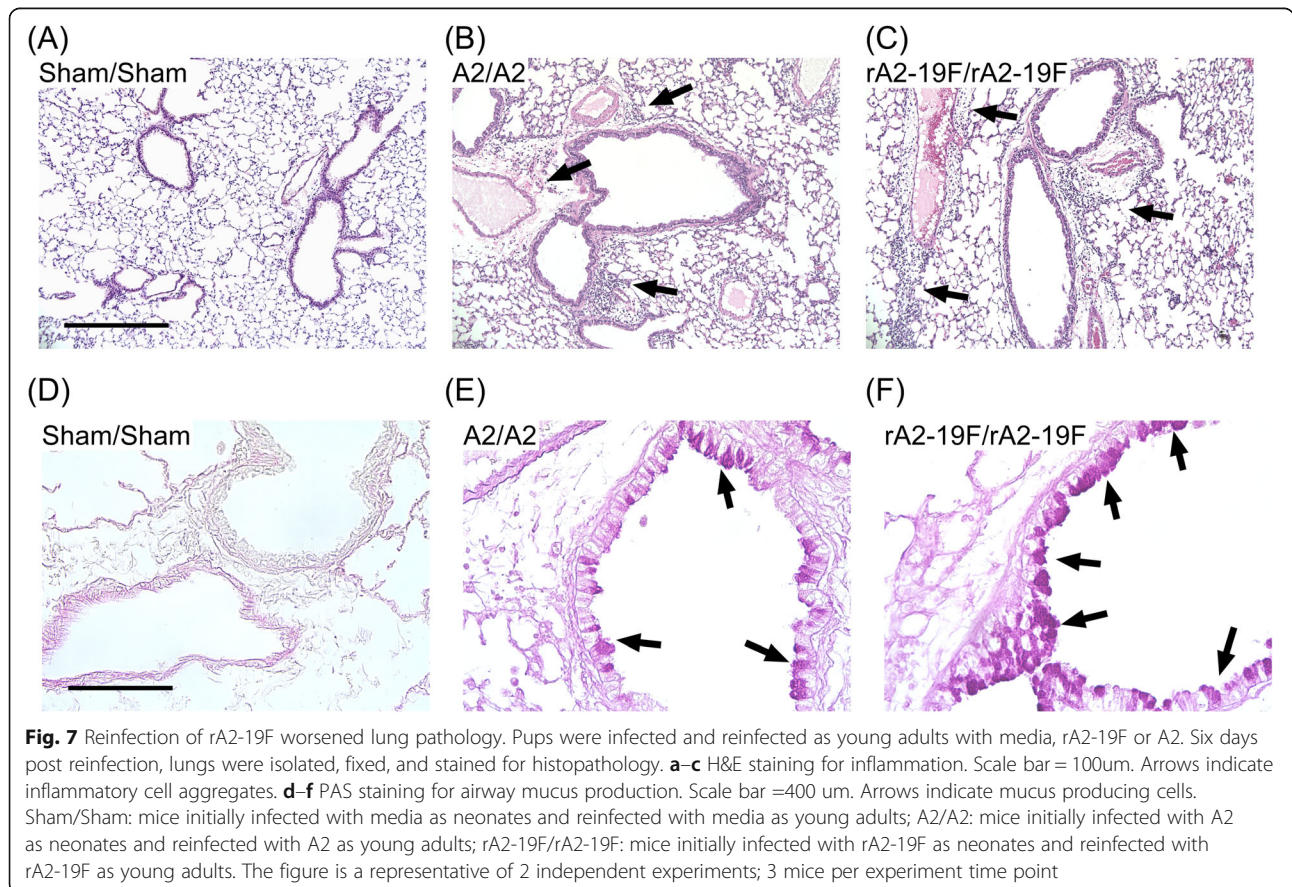 (A)
Sham/Sham
(B)
A2/A2
(C)
rA2-19F/rA2-19F
(D)
Sham/Sham
(E)
A2/A2
(F)
rA2-19F/rA2-19F
Fig. 7 Reinfection of rA2-19F worsened lung pathology. Pups were infected and reinfected as young adults with media, rA2-19F or A2. Six days
post reinfection, lungs were isolated, fixed, and stained for histopathology. a–c H&E staining for inflammation. Scale bar = 100um. Arrows indicate
inflammatory cell aggregates. d–f PAS staining for airway mucus production. Scale bar =400 um. Arrows indicate mucus producing cells.
Sham/Sham: mice initially infected with media as neonates and reinfected with media as young adults; A2/A2: mice initially infected with A2
as neonates and reinfected with A2 as young adults; rA2-19F/rA2-19F: mice initially infected with rA2-19F as neonates and reinfected with
rA2-19F as young adults. The figure is a representative of 2 independent experiments; 3 mice per experiment time point